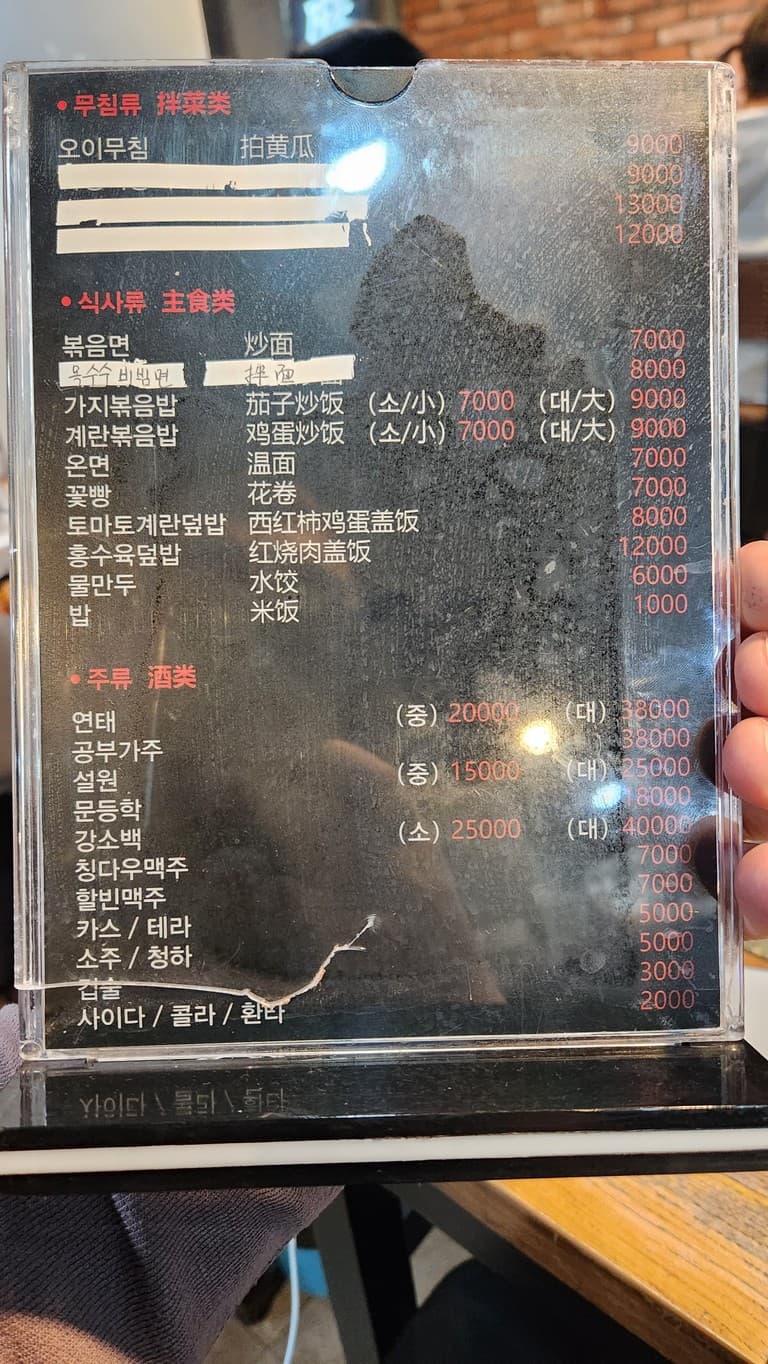 • 무침류 拌菜类
오이무침 拍黄瓜 9000
9000
13000
12000
• 식사류 主食类
볶음면 炒面 7000
옥수수 비빔면 拌面 8000
가지볶음밥 茄子炒饭 (소/小) 7000 (대/大) 9000
계란볶음밥 鸡蛋炒饭 (소/小) 7000 (대/大) 9000
온면 温面 7000
꽃빵 花卷 7000
토마토계란덮밥 西红柿鸡蛋盖饭 8000
홍수육덮밥 红烧肉盖饭 12000
물만두 水饺 6000
밥 米饭 1000
• 주류 酒类
연태 (중) 20000 (대) 38000
공부가주 38000
설원 (중) 15000 (대) 25000
문등학 18000
강소백 (소) 25000 (대) 40000
칭다우맥주 7000
할빈맥주 7000
카스 / 테라 5000
소주 / 청하 5000
컵술 3000
사이다 / 콜라 / 환타 2000